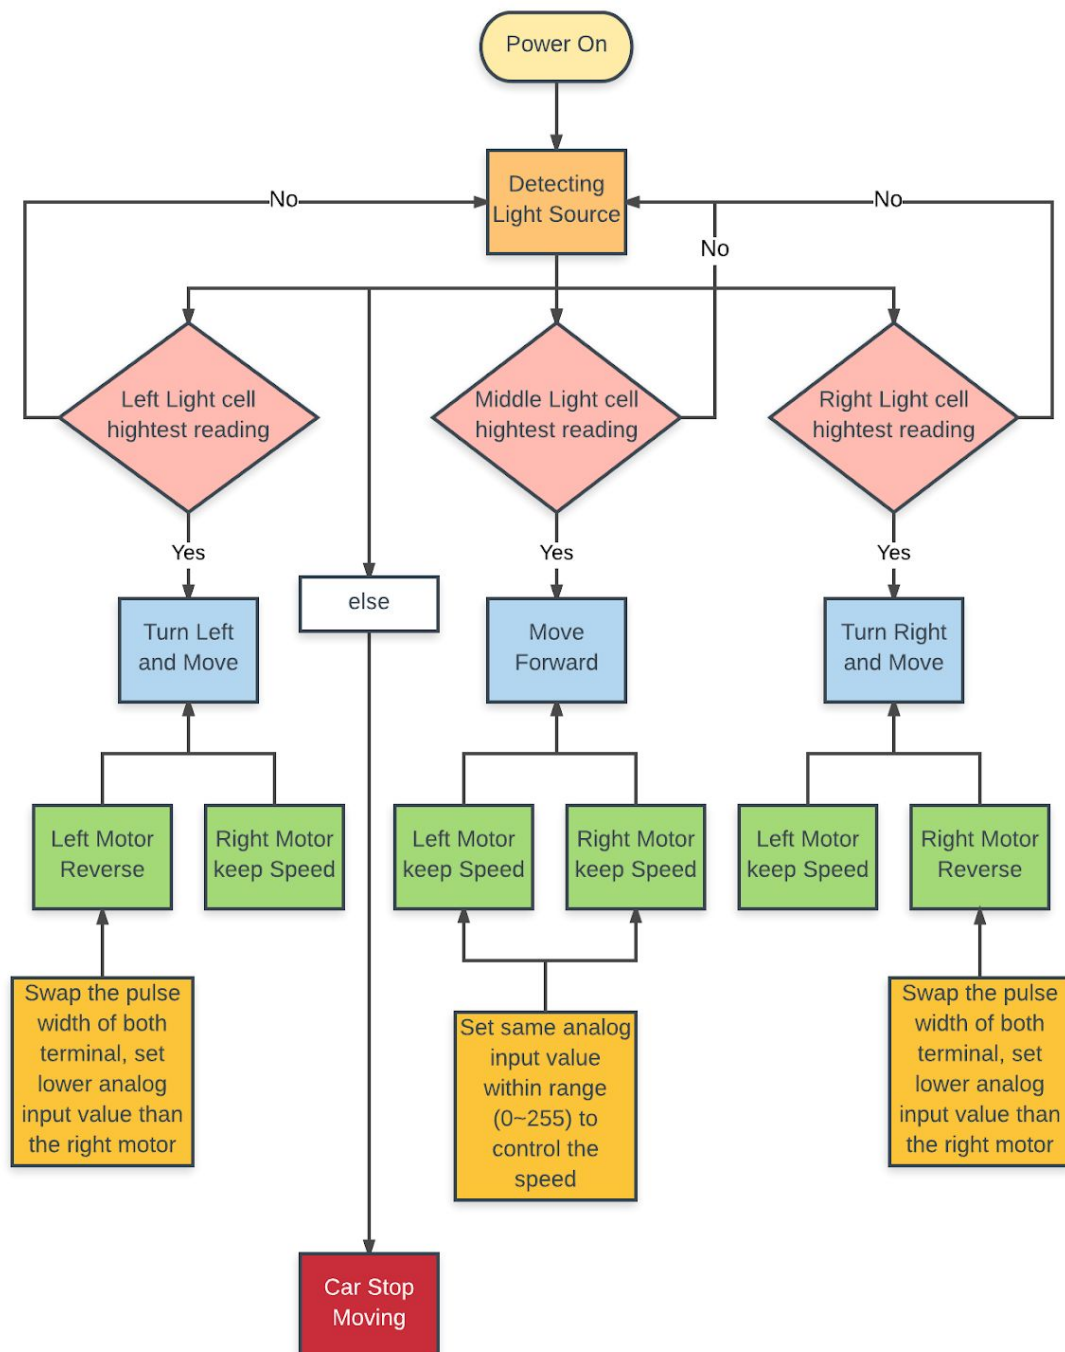 Power On
Detecting
Light Source
No
No
No
Left Light cell
hightest reading
Middle Light cell
hightest reading
Right Light cell
hightest reading
Yes
Yes
Yes
else
Turn Left
and Move
Move
Forward
Turn Right
and Move
Left Motor
Reverse
Right Motor
keep Speed
Left Motor
keep Speed
Right Motor
keep Speed
Left Motor
keep Speed
Right Motor
Reverse
Swap the pulse
width of both
terminal, set
lower analog
input value than
the right motor
Set same analog
input value
within range
(0~255) to
control the
speed
Swap the pulse
width of both
terminal, set
lower analog
input value than
the right motor
Car Stop
Moving